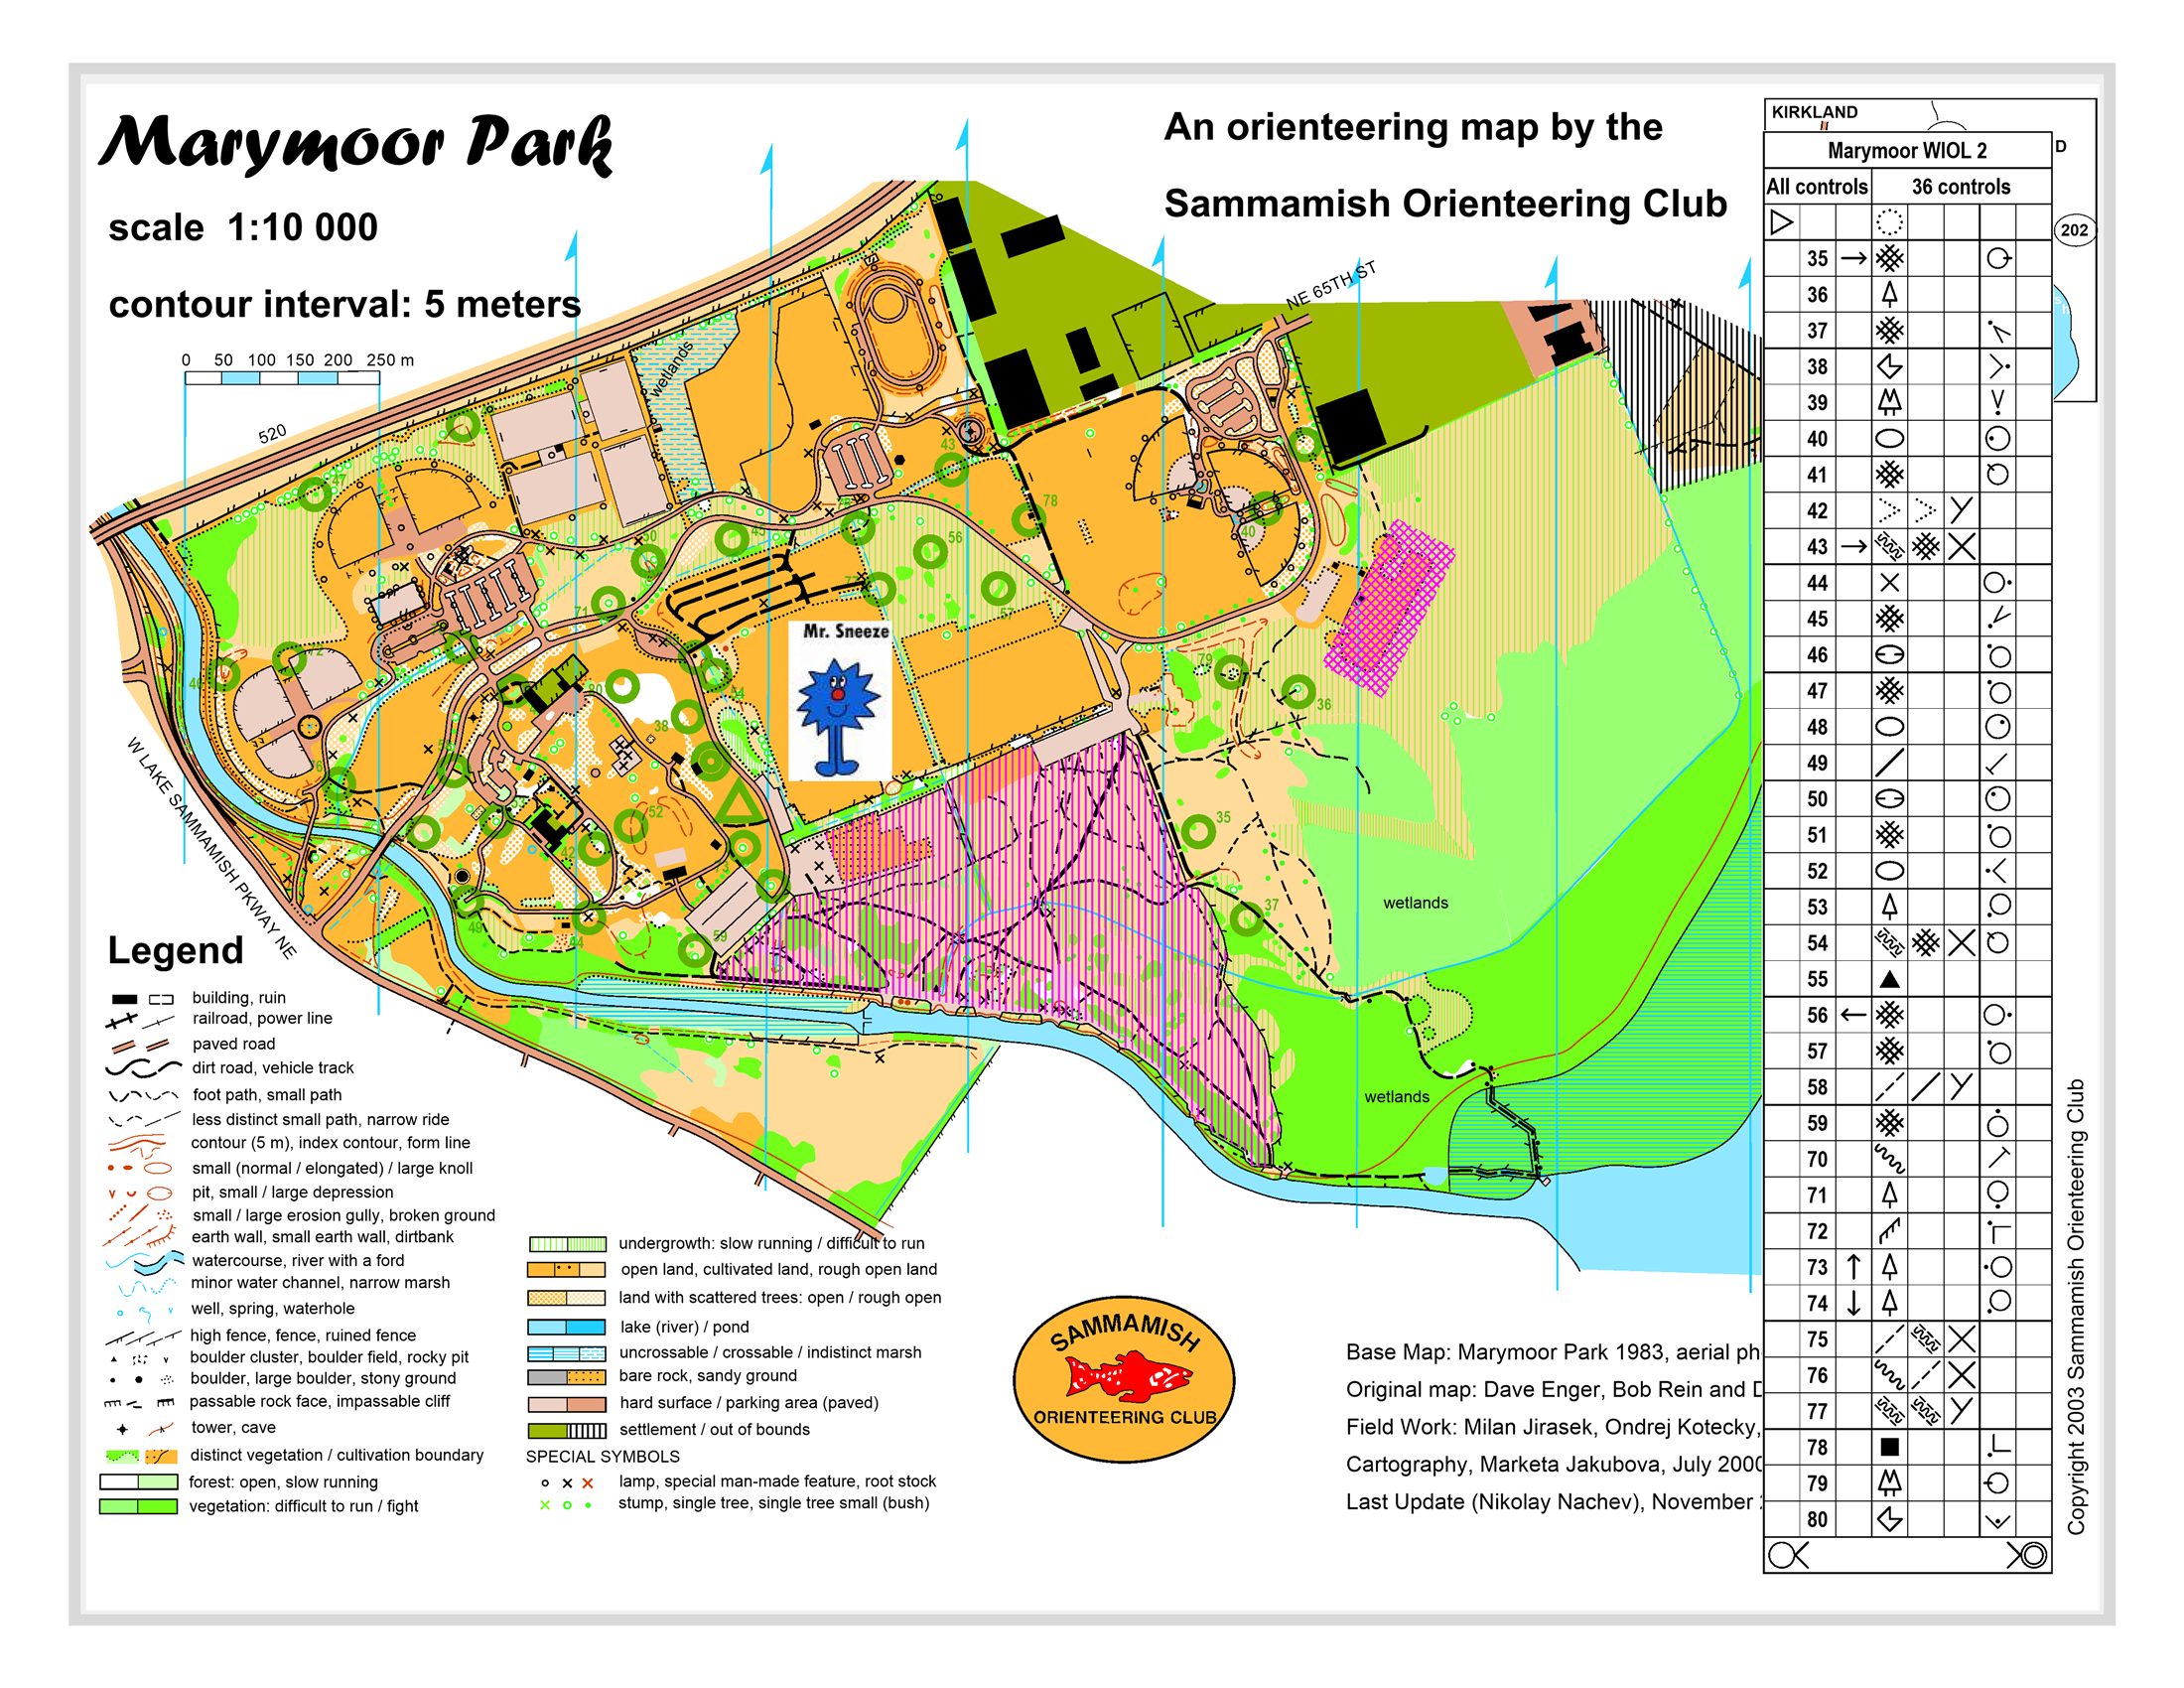 Marymoor Park
scale 1:10 000
contour interval: 5 meters
0 50 100 150 200 250 m
An orienteering map by the
Sammamish Orienteering Club
KIRKLAND
D
202
520
NE 65TH ST
W LAKE SAMMAMISH PKWAY NE
wetlands
wetlands
wetlands
Mr. Sneeze
47
43
78
50
45
56
40
71
57
72
46
79
36
54
80
38
52
35
42
37
49
44
59
Marymoor WIOL 2
All controls 36 controls
35
36
37
38
39
40
41
42
43
44
45
46
47
48
49
50
51
52
53
54
55
56
57
58
59
70
71
72
73
74
75
76
77
78
79
80
Legend
building, ruin
railroad, power line
paved road
dirt road, vehicle track
foot path, small path
less distinct small path, narrow ride
contour (5 m), index contour, form line
small (normal / elongated) / large knoll
pit, small / large depression
small / large erosion gully, broken ground
earth wall, small earth wall, dirtbank
watercourse, river with a ford
minor water channel, narrow marsh
well, spring, waterhole
high fence, fence, ruined fence
boulder cluster, boulder field, rocky pit
boulder, large boulder, stony ground
passable rock face, impassable cliff
tower, cave
distinct vegetation / cultivation boundary
forest: open, slow running
vegetation: difficult to run / fight
undergrowth: slow running / difficult to run
open land, cultivated land, rough open land
land with scattered trees: open / rough open
lake (river) / pond
uncrossable / crossable / indistinct marsh
bare rock, sandy ground
hard surface / parking area (paved)
settlement / out of bounds
SPECIAL SYMBOLS
lamp, special man-made feature, root stock
stump, single tree, single tree small (bush)
SAMMAMISH
ORIENTEERING CLUB
Base Map: Marymoor Park 1983, aerial ph
Original map: Dave Enger, Bob Rein and D
Field Work: Milan Jirasek, Ondrej Kotecky,
Cartography, Marketa Jakubova, July 2000
Last Update (Nikolay Nachev), November
Copyright 2003 Sammamish Orienteering Club